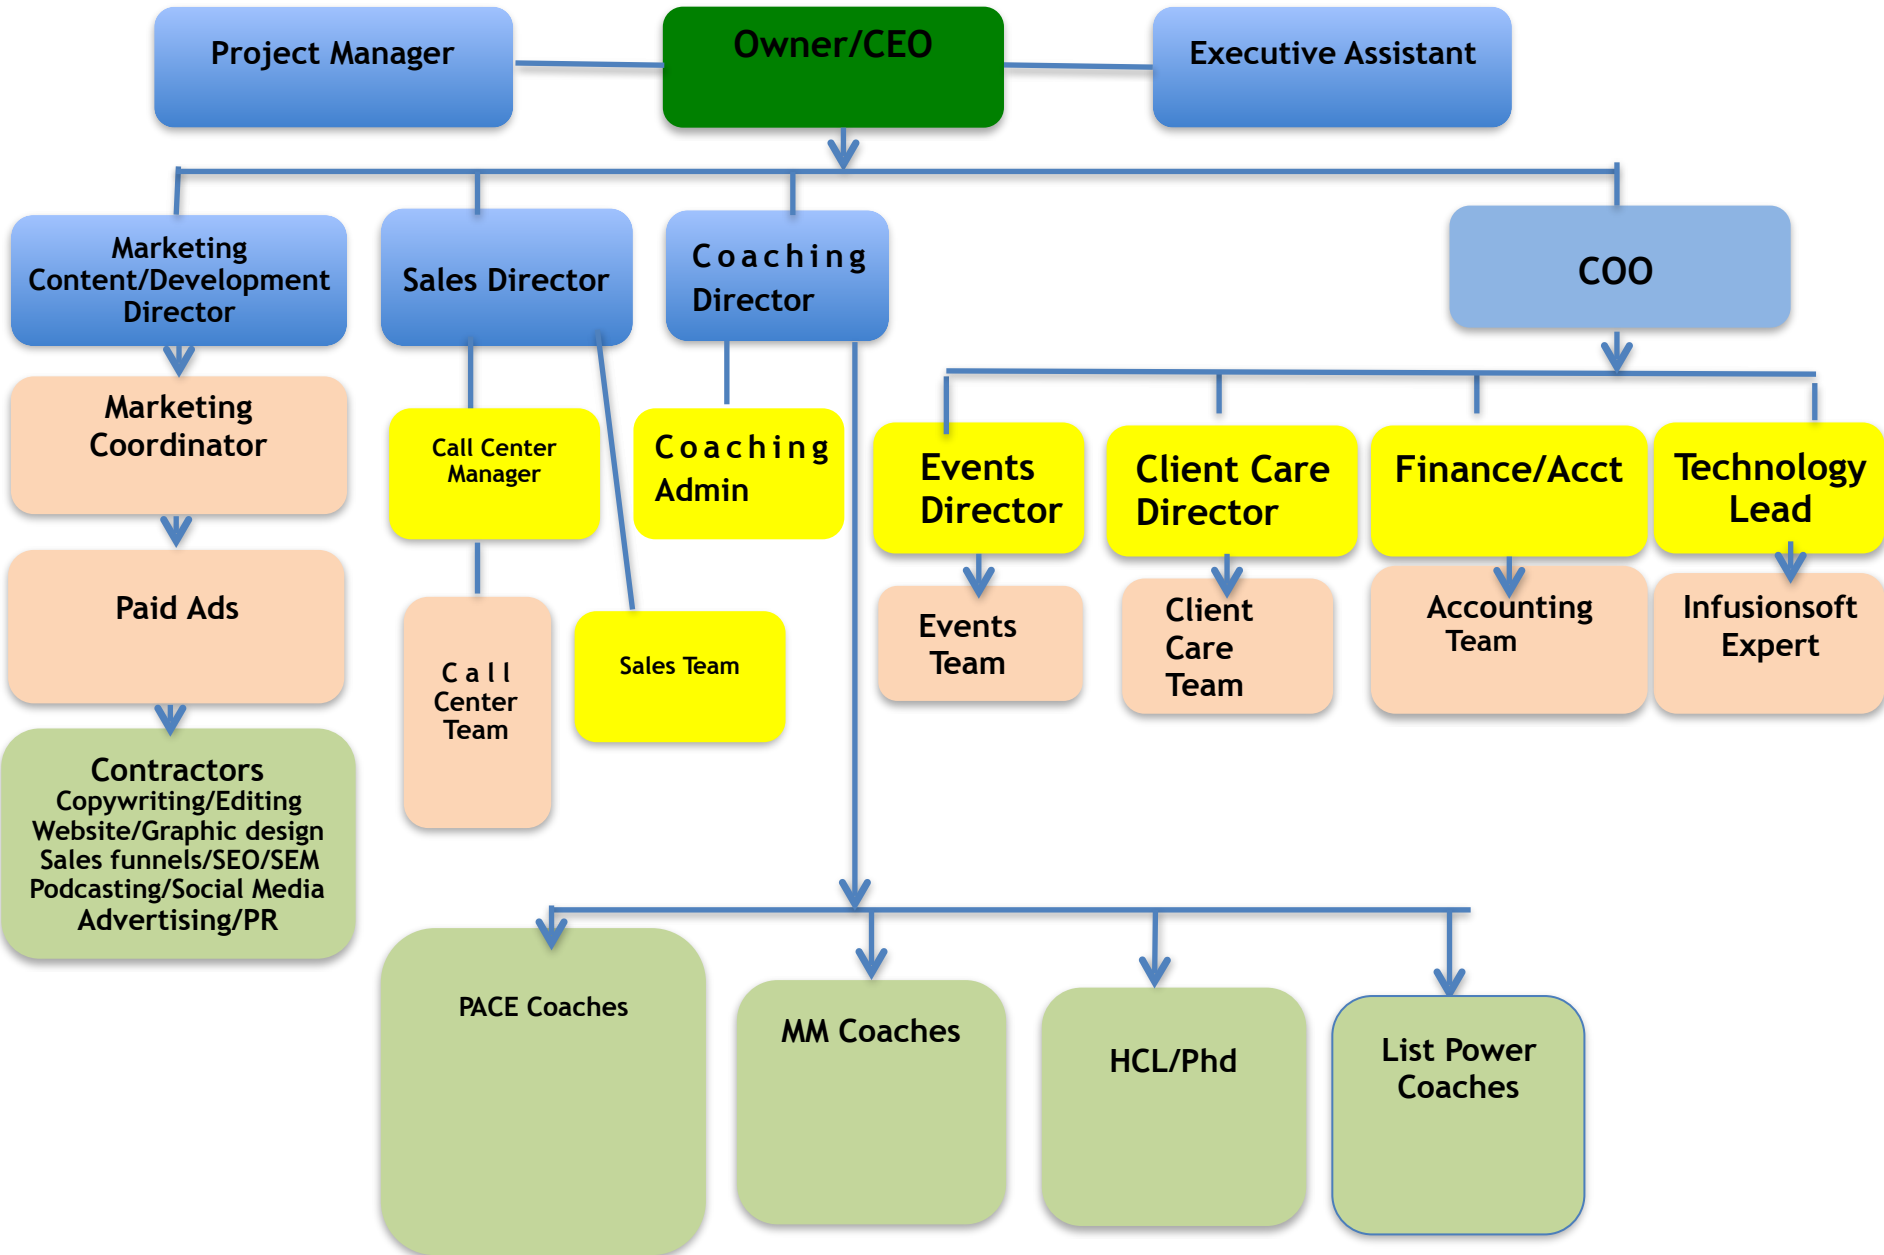 Project Manager
Owner/CEO
Executive Assistant
Marketing
Content/Development
Director
Sales Director
Coaching
Director
COO
Marketing
Coordinator
Call Center
Manager
Coaching
Admin
Events
Director
Client Care
Director
Finance/Acct
Technology
Lead
Paid Ads
Call
Center
Team
Sales Team
Events
Team
Client
Care
Team
Accounting
Team
Infusionsoft
Expert
Contractors
Copywriting/Editing
Website/Graphic design
Sales funnels/SEO/SEM
Podcasting/Social Media
Advertising/PR
PACE Coaches
MM Coaches
HCL/Phd
List Power
Coaches